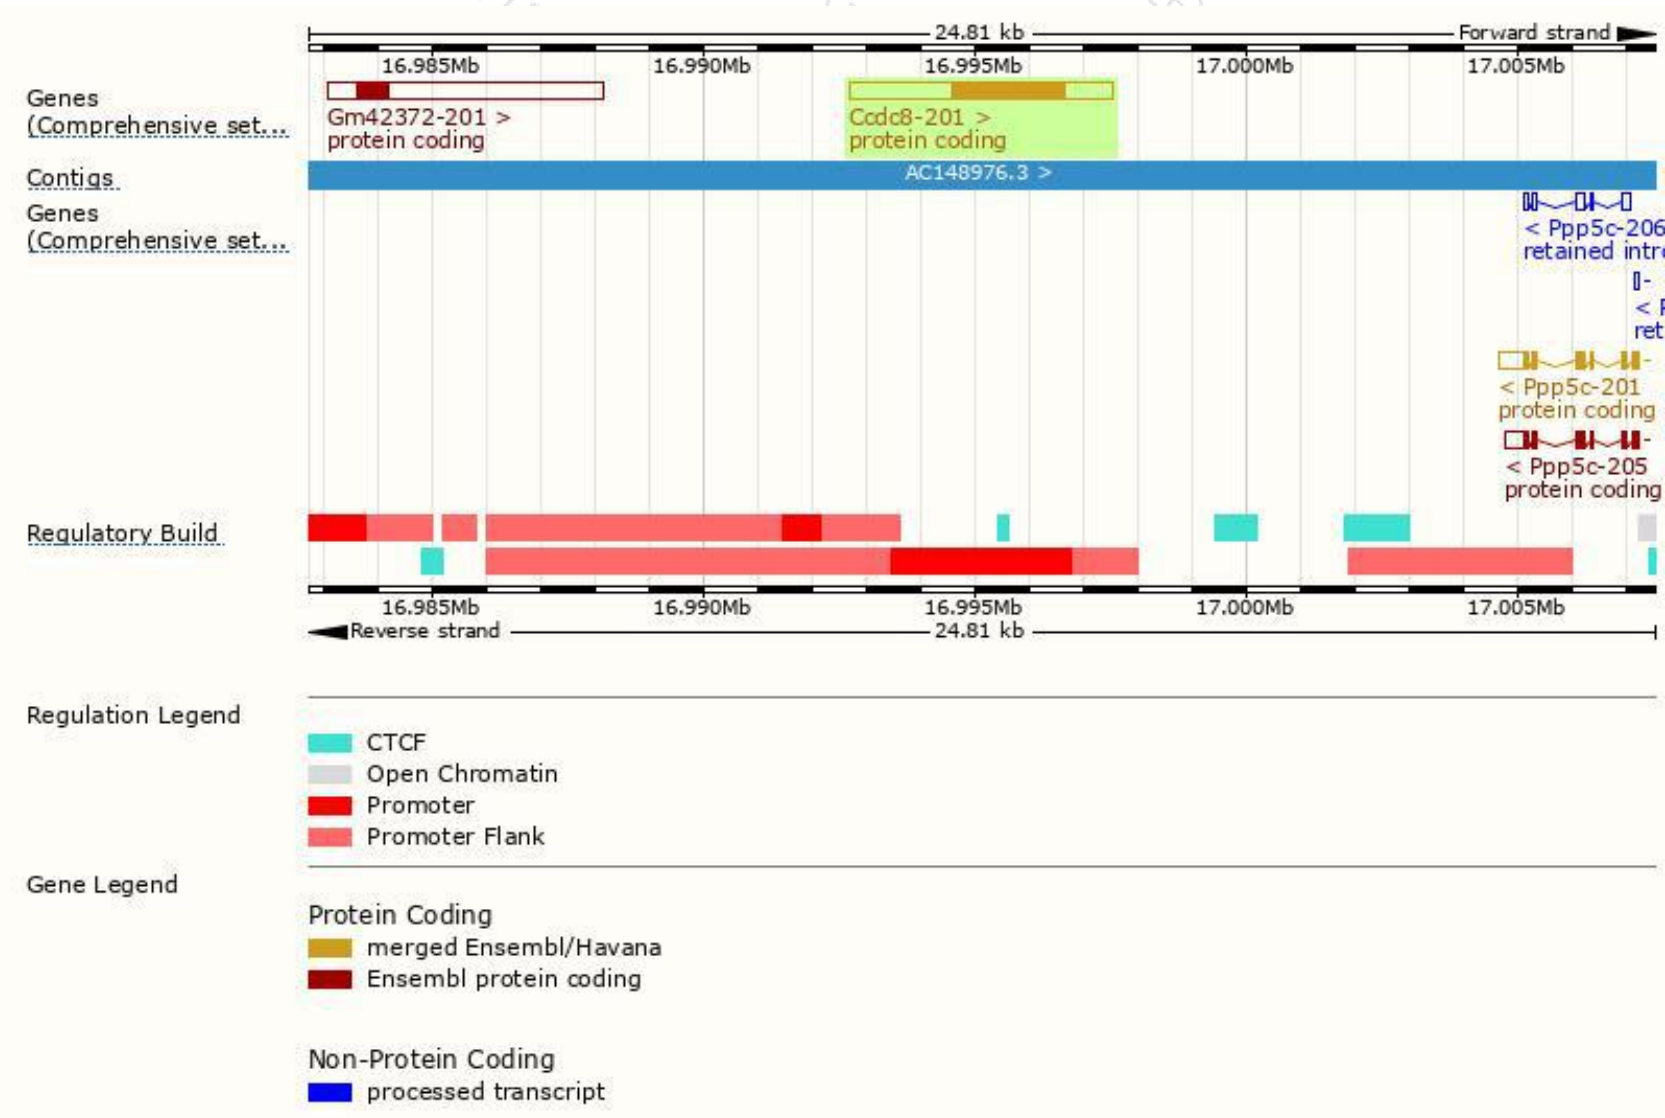 24.81 kb Forward strand
16.985Mb 16.990Mb 16.995Mb 17.000Mb 17.005Mb
Genes
(Comprehensive set...
Gm42372-201 >
protein coding
Ccdc8-201 >
protein coding
Contigs
AC148976.3 >
Genes
(Comprehensive set...
< Ppp5c-206
retained intr
<
ret
< Ppp5c-201
protein coding
< Ppp5c-205
protein coding
Regulatory Build
16.985Mb 16.990Mb 16.995Mb 17.000Mb 17.005Mb
Reverse strand 24.81 kb
Regulation Legend
CTCF
Open Chromatin
Promoter
Promoter Flank
Gene Legend
Protein Coding
merged Ensembl/Havana
Ensembl protein coding
Non-Protein Coding
processed transcript